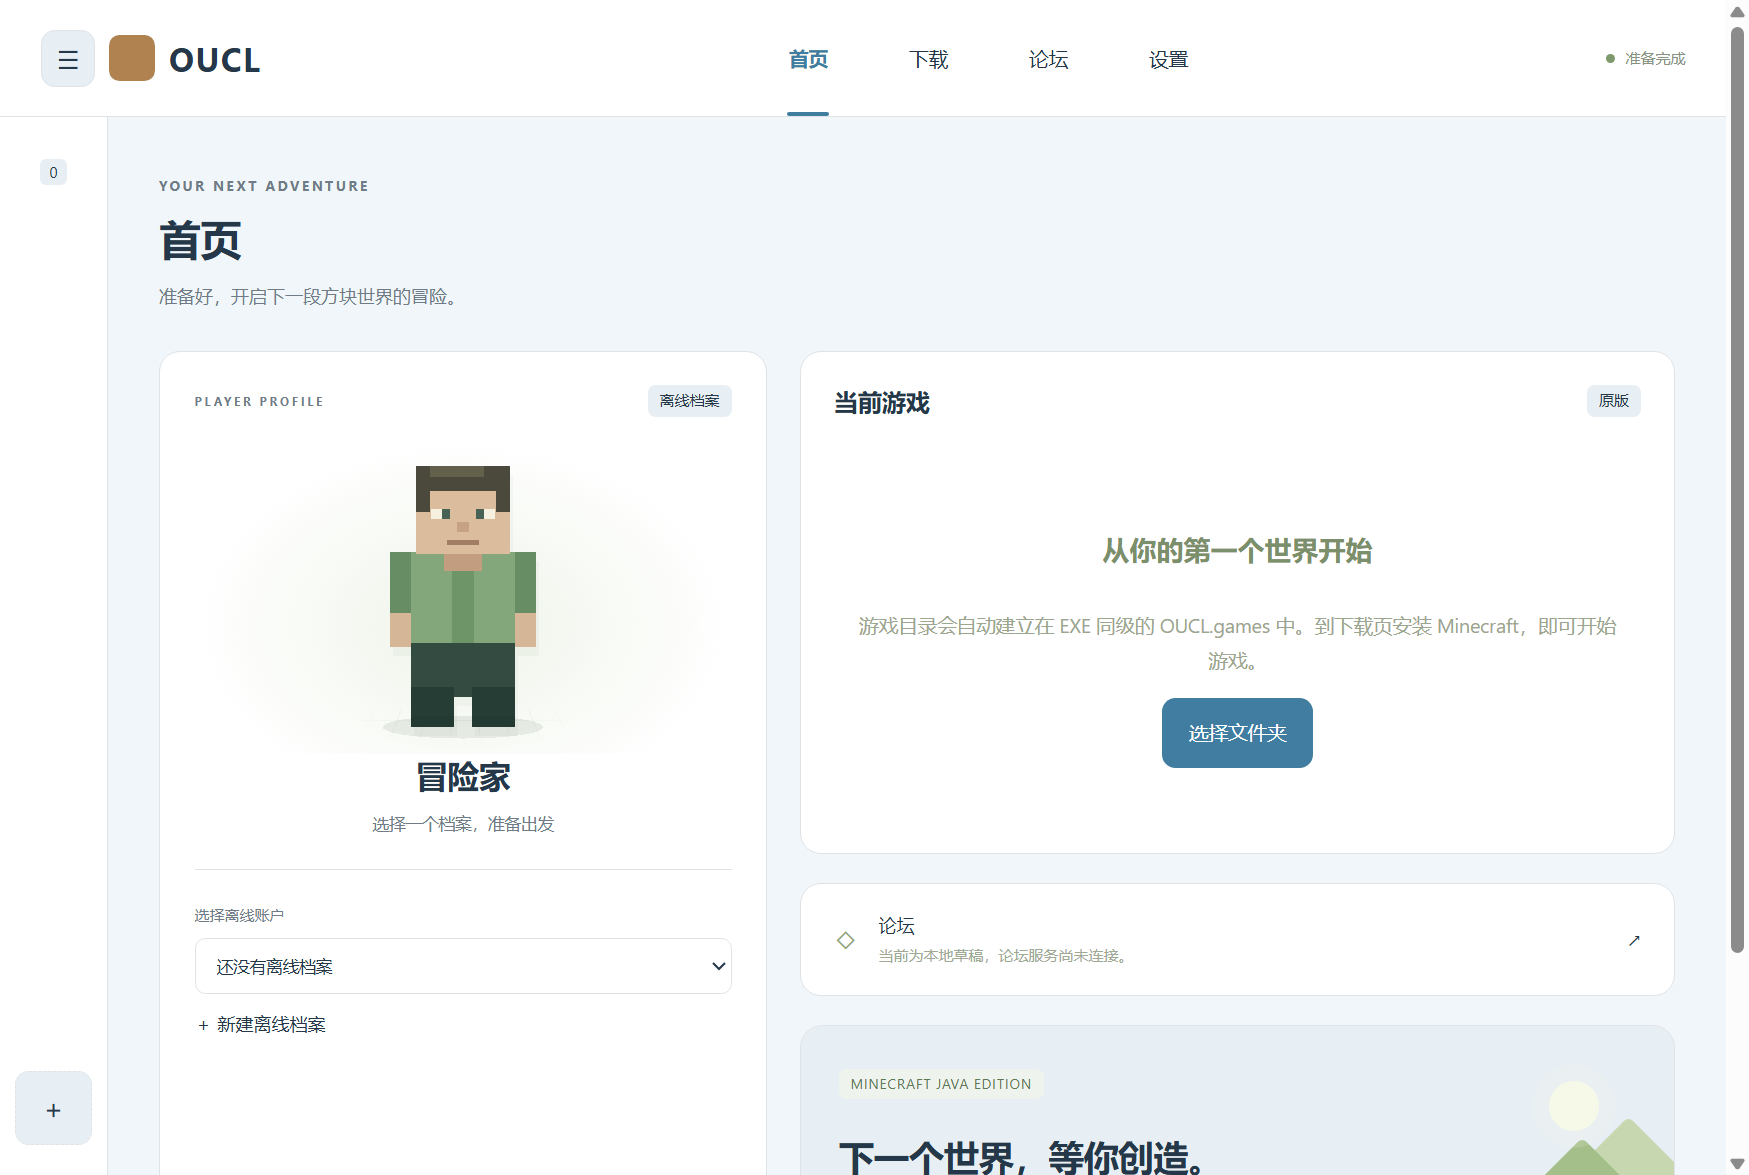 ☰ OUCL
首页 下载 论坛 设置
准备完成
0
YOUR NEXT ADVENTURE
首页
准备好，开启下一段方块世界的冒险。
PLAYER PROFILE
离线档案
冒险家
选择一个档案，准备出发
选择离线账户
还没有离线档案
+ 新建离线档案
+
当前游戏
原版
从你的第一个世界开始
游戏目录会自动建立在 EXE 同级的 OUCL.games 中。到下载页安装 Minecraft，即可开始
游戏。
选择文件夹
论坛
当前为本地草稿，论坛服务尚未连接。
↗
MINECRAFT JAVA EDITION
下一个世界，等你创造。